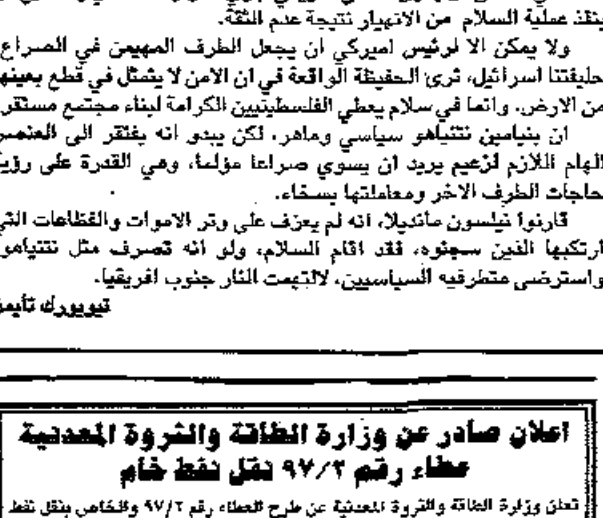 ينقذ عملية السلام من الانهيار نتيجة عدم الثقة.
ولا يمكن الا لرئيس اميركي ان يجعل الطرف المهيمن في الصراع،
حليفتنا اسرائيل، ترى الحقيقة الواقعة في ان الامن لا يتمثل في قطع بعينها
من الارض، وانما في سلام يعطي الفلسطينيين الكرامة لبناء مجتمع مستقر.
ان بنيامين نتنياهو سياسي وماهر، لكن يبدو انه يفتقر الى العنصر
الهام اللازم لزعيم يريد ان يسوي صراعا مؤلما، وهي القدرة على رؤية
حاجات الطرف الاخر ومعاملتها بسخاء.
قارنوا نيلسون مانديلا، انه لم يعزف على وتر الاموات والفظاعات التي
ارتكبها الذين سجنوه، فقد اقام السلام، ولو انه تصرف مثل نتنياهو
واسترضى متطرفيه السياسيين، لالتهمت النار جنوب افريقيا.
نيويورك تايمز
اعلان صادر عن وزارة الطاقة والثروة المعدنية
عطاء رقم ٩٧/٢ نقل نفط خام
تعلن وزارة الطاقة والثروة المعدنية عن طرح العطاء رقم ٩٧/٢ والخاص بنقل نفط